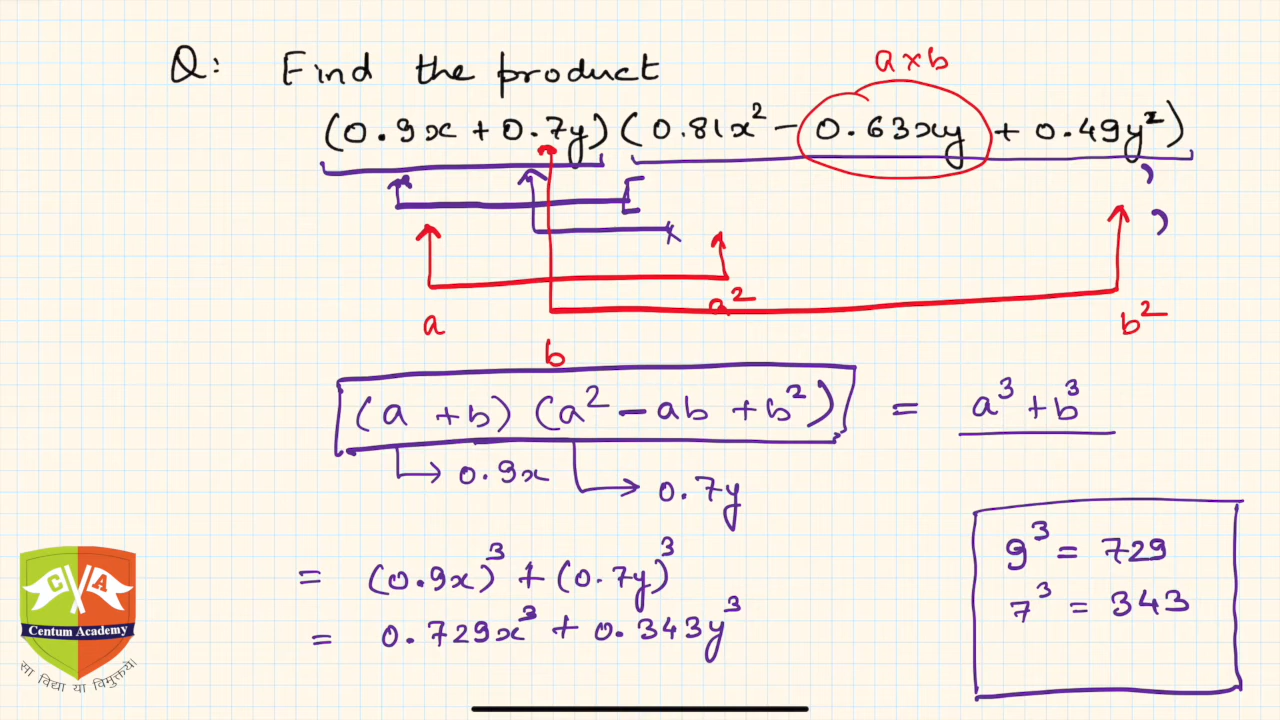 Q: Find the product
a × b
(0.9x + 0.7y) (0.81x² - 0.63xy + 0.49y²)
a
a²
b²
b
(a + b) (a² - ab + b²) = a³ + b³
0.9x
0.7y
= (0.9x)³ + (0.7y)³
= 0.729x³ + 0.343y³
9³ = 729
7³ = 343
C A
Centum Academy
सा विद्या या विमुक्तये।